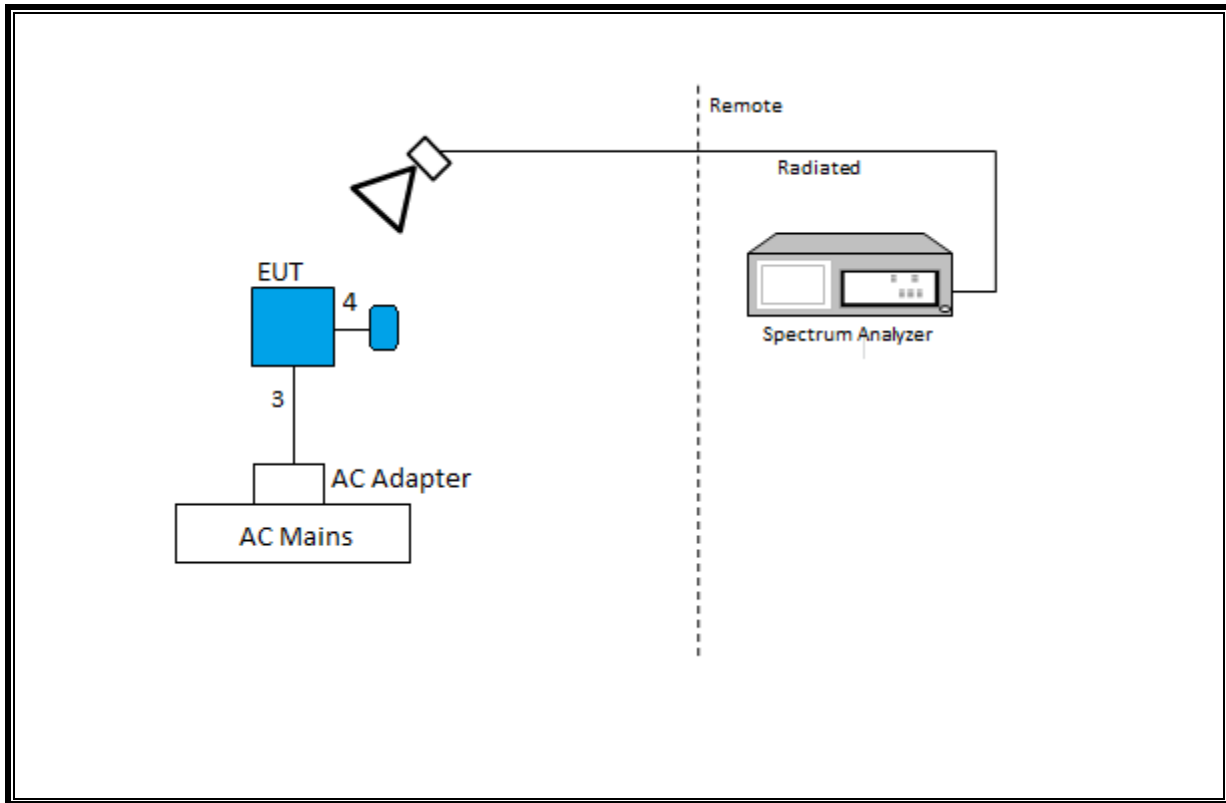 Remote
Radiated
EUT
4
Spectrum Analyzer
3
AC Adapter
AC Mains